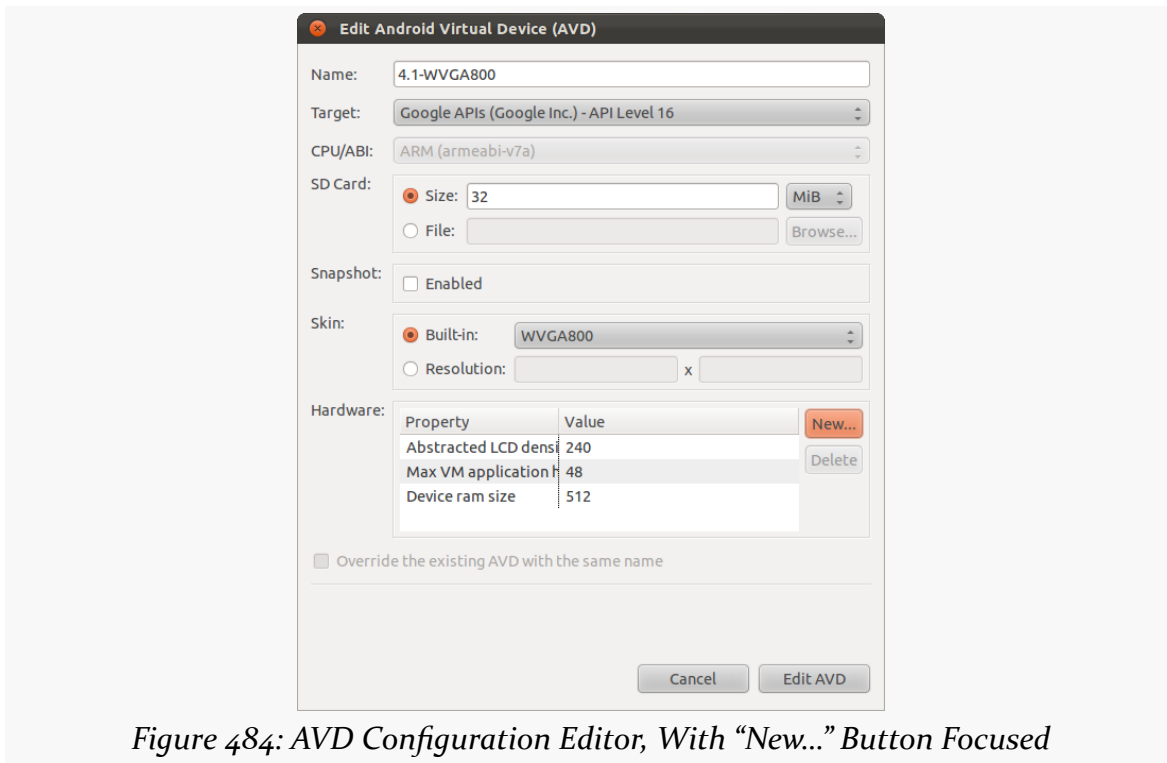 Edit Android Virtual Device (AVD)
Name: 4.1-WVGA800
Target: Google APIs (Google Inc.) - API Level 16
CPU/ABI: ARM (armeabi-v7a)
SD Card:
Size: 32 MiB
File: Browse...
Snapshot:
Enabled
Skin:
Built-in: WVGA800
Resolution: x
Hardware:
Property Value New...
Abstracted LCD densi 240
Delete
Max VM application h 48
Device ram size 512
Override the existing AVD with the same name
Cancel Edit AVD
Figure 484: AVD Configuration Editor, With “New…” Button Focused